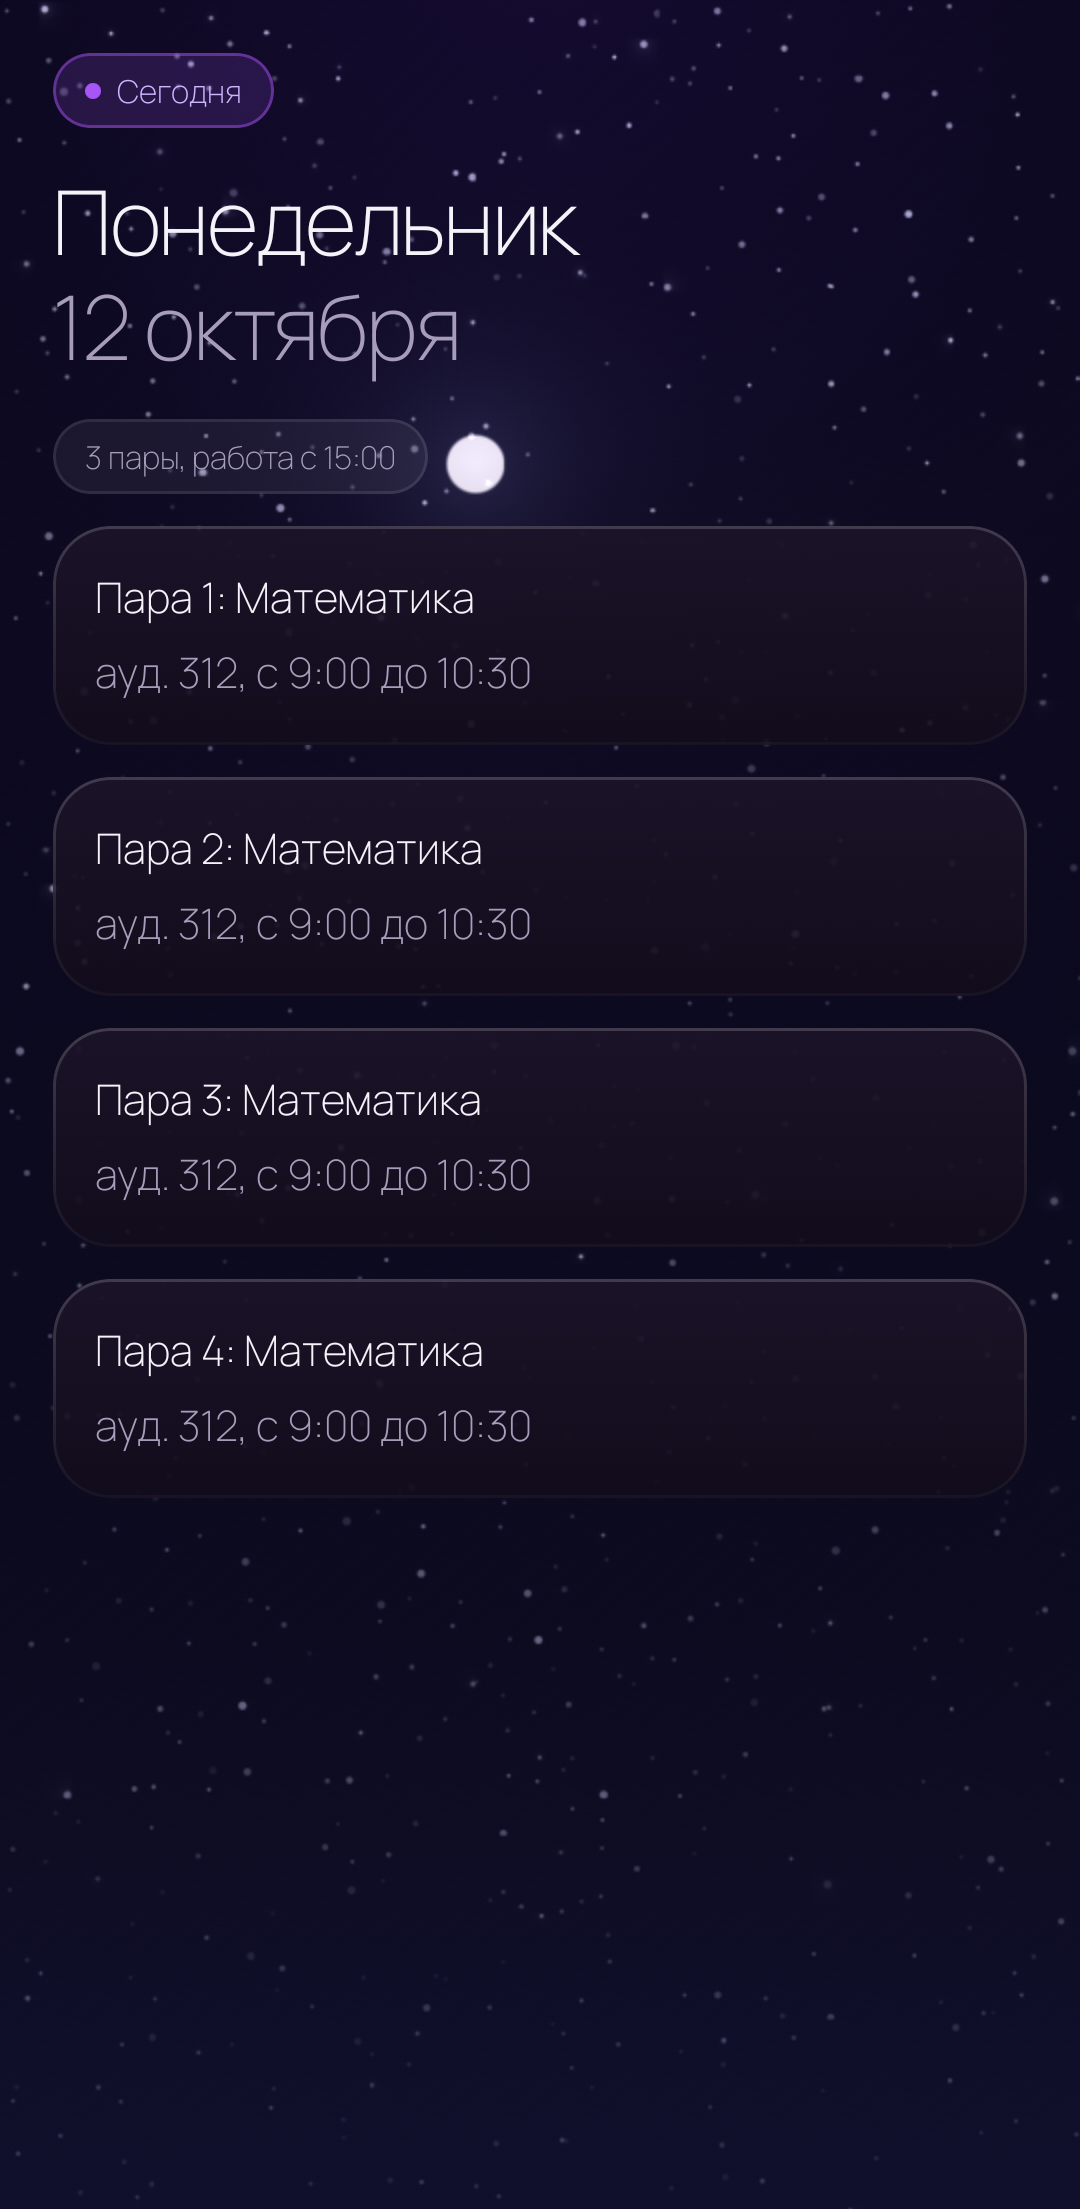 Сегодня
Понедельник
12 октября
3 пары, работа с 15:00
Пара 1: Математика
ауд. 312, с 9:00 до 10:30
Пара 2: Математика
ауд. 312, с 9:00 до 10:30
Пара 3: Математика
ауд. 312, с 9:00 до 10:30
Пара 4: Математика
ауд. 312, с 9:00 до 10:30